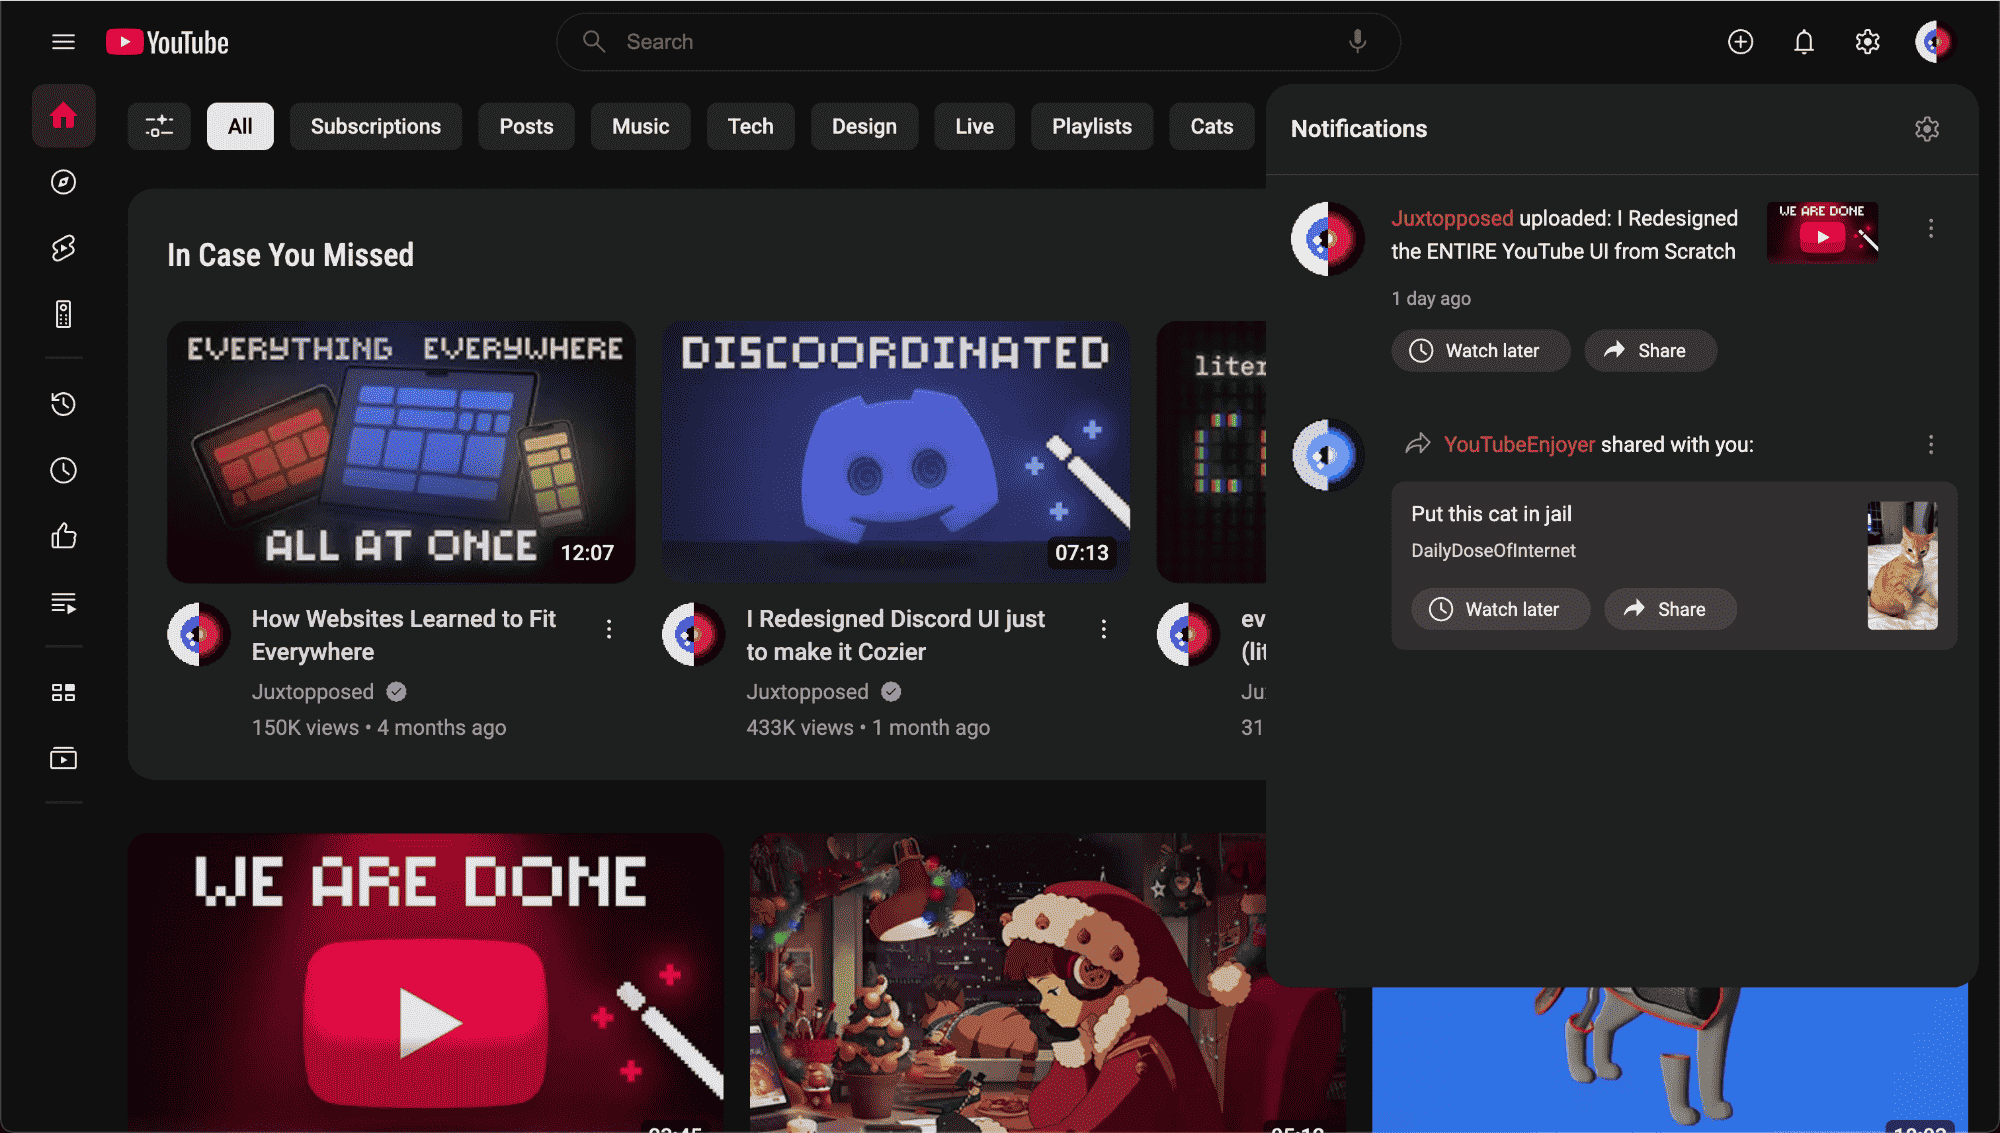 YouTube
Search
All
Subscriptions
Posts
Music
Tech
Design
Live
Playlists
Cats
In Case You Missed
EVERYTHING EVERYWHERE
ALL AT ONCE
12:07
How Websites Learned to Fit
Everywhere
Juxtopposed
150K views • 4 months ago
DISCOORDINATED
07:13
I Redesigned Discord UI just
to make it Cozier
Juxtopposed
433K views • 1 month ago
liter
ev
(lit
Ju
31
Notifications
Juxtopposed uploaded: I Redesigned
the ENTIRE YouTube UI from Scratch
WE ARE DONE
1 day ago
Watch later
Share
YouTubeEnjoyer shared with you:
Put this cat in jail
DailyDoseOfInternet
Watch later
Share
WE ARE DONE